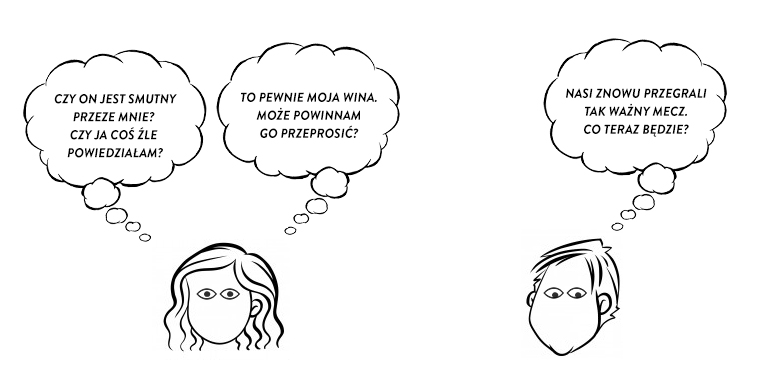 CZY ON JEST SMUTNY
PRZEZE MNIE?
CZY JA COŚ ŹLE
POWIEDZIAŁAM?
TO PEWNIE MOJA WINA.
MOŻE POWINNAM
GO PRZEPROSIĆ?
NASI ZNOWU PRZEGRALI
TAK WAŻNY MECZ.
CO TERAZ BĘDZIE?